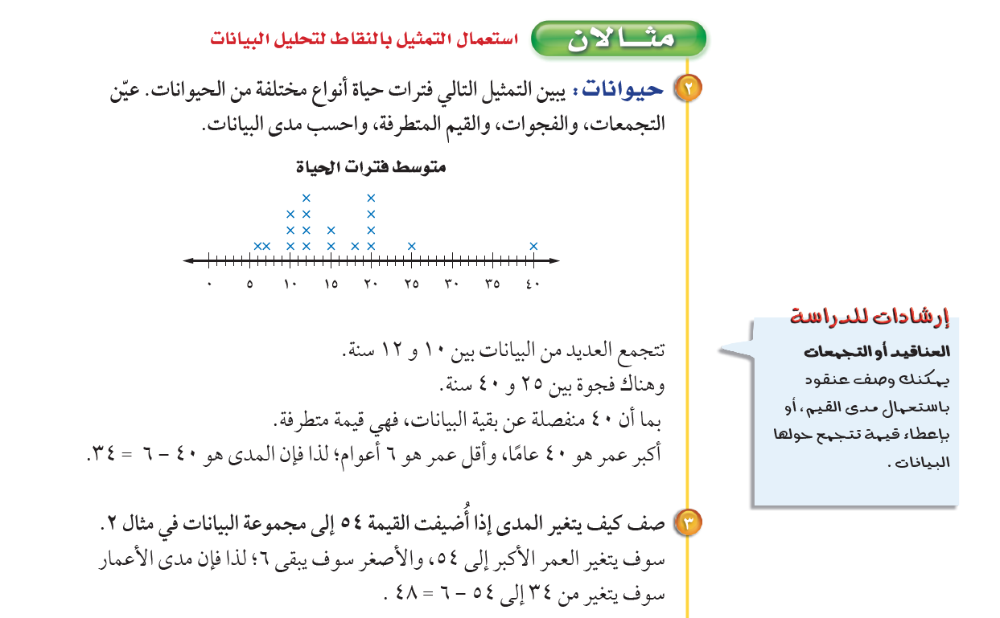 مثالان
استعمال التمثيل بالنقاط لتحليل البيانات
٢ حيوانات: يبين التمثيل التالي فترات حياة أنواع مختلفة من الحيوانات. عيّن
التجمعات، والفجوات، والقيم المتطرفة، واحسب مدى البيانات.
متوسط فترات الحياة
٠ ٥ ١٠ ١٥ ٢٠ ٢٥ ٣٠ ٣٥ ٤٠
تتجمع العديد من البيانات بين ١٠ و ١٢ سنة.
وهناك فجوة بين ٢٥ و ٤٠ سنة.
بما أن ٤٠ منفصلة عن بقية البيانات، فهي قيمة متطرفة.
أكبر عمر هو ٤٠ عامًا، وأقل عمر هو ٦ أعوام؛ لذا فإن المدى هو ٤٠ – ٦ = ٣٤.
٣ صف كيف يتغير المدى إذا أُضيفت القيمة ٥٤ إلى مجموعة البيانات في مثال ٢.
سوف يتغير العمر الأكبر إلى ٥٤، والأصغر سوف يبقى ٦؛ لذا فإن مدى الأعمار
سوف يتغير من ٣٤ إلى ٥٤ – ٦ = ٤٨ .
إرشادات للدراسة
العناقيد أو التجمعات
يمكنك وصف عنقود
باستعمال مدى القيم، أو
بإعطاء قيمة تتجمع حولها
البيانات .